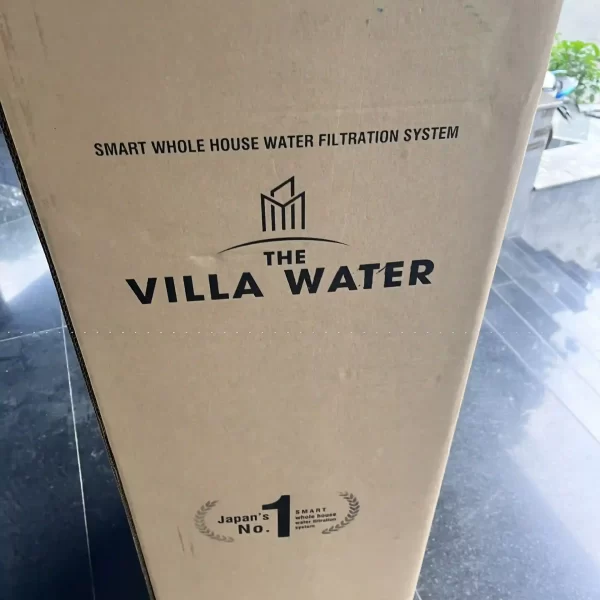 SMART WHOLE HOUSE WATER FILTRATION SYSTEM
THE
VILLA WATER
Japan's No. 1
SMART
whole house
water filtration
system